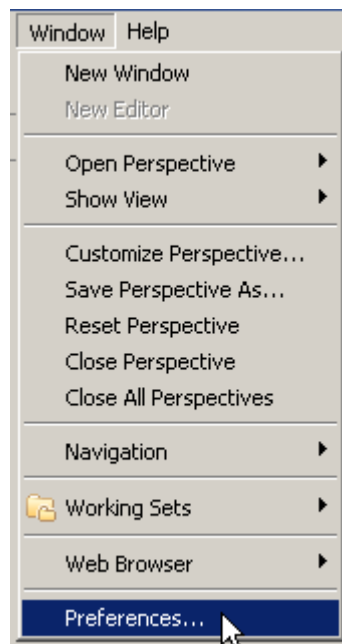 Window Help
New Window
New Editor
Open Perspective
Show View
Customize Perspective...
Save Perspective As...
Reset Perspective
Close Perspective
Close All Perspectives
Navigation
Working Sets
Web Browser
Preferences...